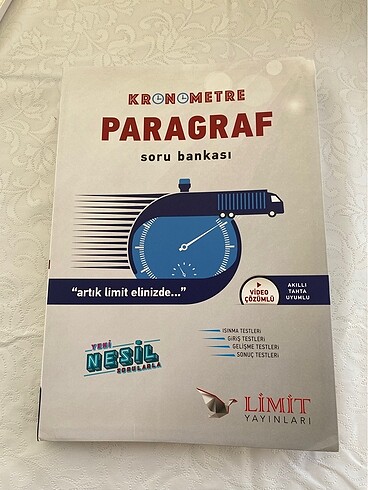 KRONOMETRE
PARAGRAF
soru bankası
"artık limit elinizde..."
VİDEO
ÇÖZÜMLÜ
AKILLI
TAHTA
UYUMLU
YENİ
NESİL
SORULARLA
ISINMA TESTLERİ
GİRİŞ TESTLERİ
GELİŞME TESTLERİ
SONUÇ TESTLERİ
LİMİT
YAYINLARI